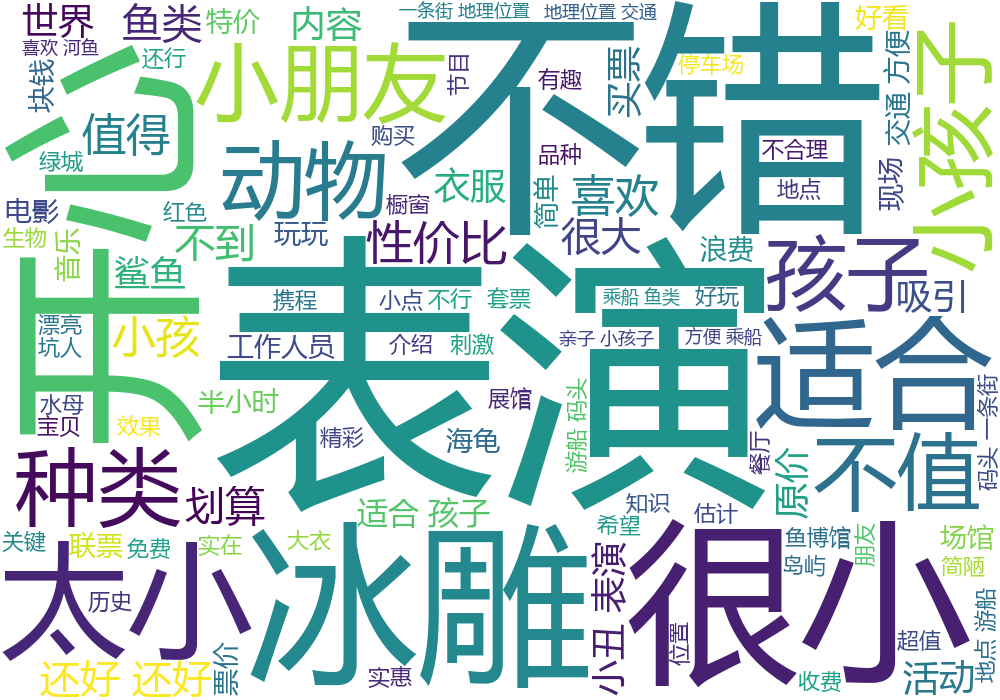 世界
鱼类
特价
内容
一条街 地理位置
地理位置 交通
好看
喜欢 河鱼
还行
小朋友
节目
不错
有趣
买票
停车场
交通 方便
小孩子
块钱
开心
值得
购买
品种
不合理
绿城
动物
橱窗
衣服
简单
喜欢
地点
现场
电影
红色
生物
音乐
不到
玩玩
性价比
很大
浪费
孩子
吸引
鲨鱼
携程
小点
不行
套票
乘船 鱼类
好玩
漂亮
坑人
小孩
工作人员
介绍
刺激
亲子 小孩子
方便 乘船
适合
表演
水母
宝贝
效果
半小时
展馆
游船 码头
码头 一条街
精彩
海龟
餐厅
种类
划算
原价
不值
适合 孩子
知识
希望
估计
关键
联票
免费
实在
大衣
冰雕
小丑 表演
很小
鱼博馆
朋友
场馆
岛屿
简陋
太小
历史
地点 游船
超值
位置
还好 还好
票价
实惠
收费
活动